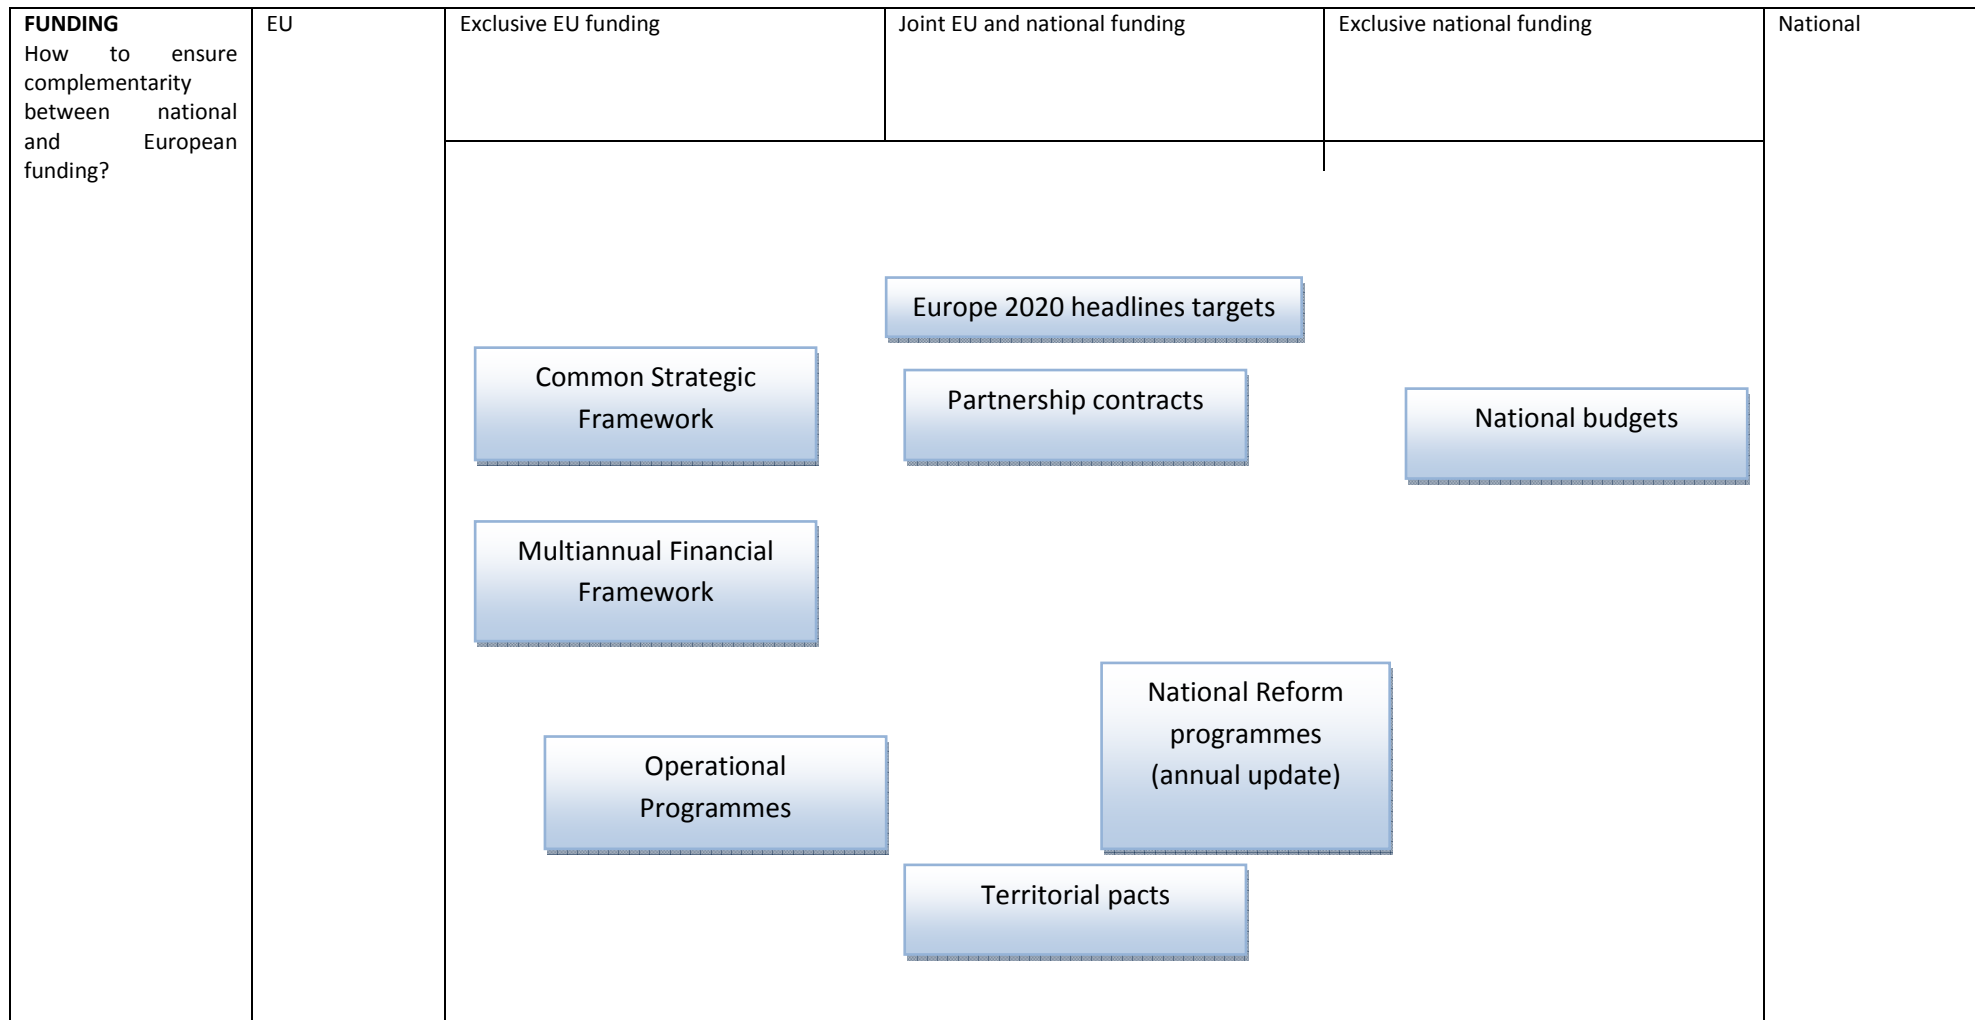 FUNDING
How to ensure
complementarity
between national
and European
funding?
EU
Exclusive EU funding
Joint EU and national funding
Exclusive national funding
National
Europe 2020 headlines targets
Common Strategic
Framework
Partnership contracts
National budgets
Multiannual Financial
Framework
National Reform
programmes
(annual update)
Operational
Programmes
Territorial pacts